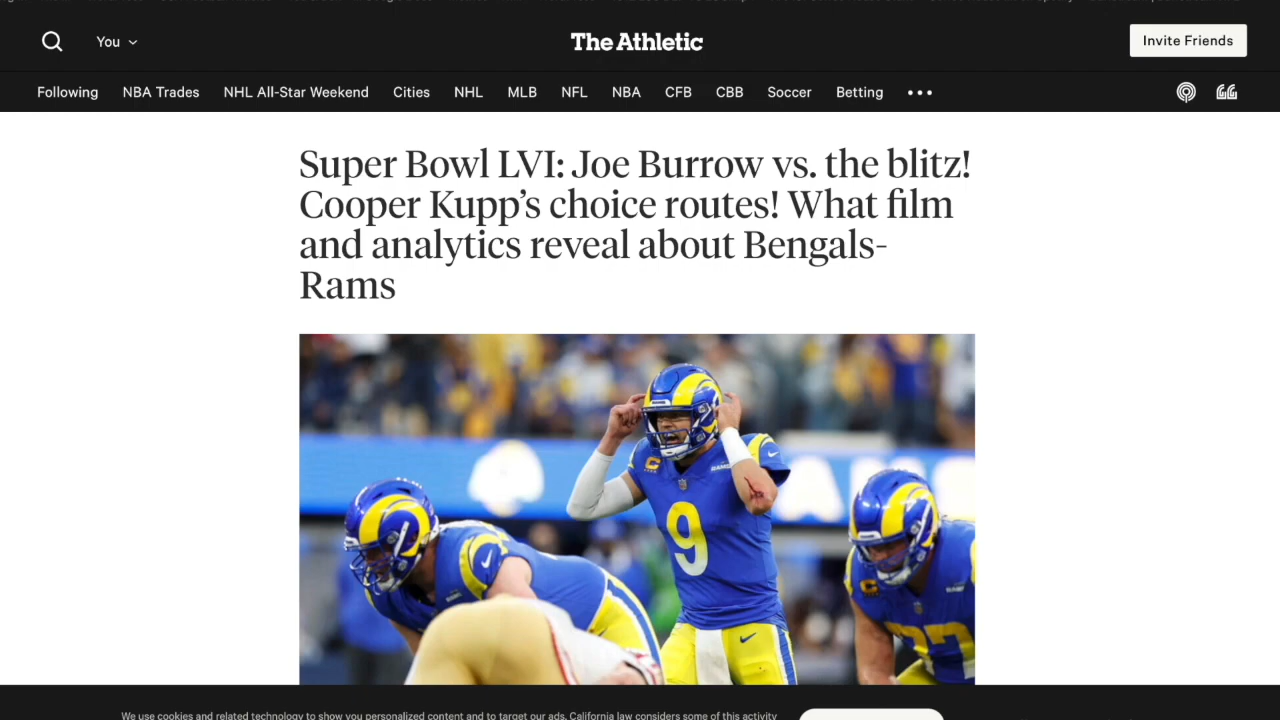 You
The Athletic
Invite Friends
Following NBA Trades NHL All-Star Weekend Cities NHL MLB NFL NBA CFB CBB Soccer Betting
Super Bowl LVI: Joe Burrow vs. the blitz!
Cooper Kupp’s choice routes! What film
and analytics reveal about Bengals-
Rams
9
77
We use cookies and related technology to show you personalized content and to target our ads. California law considers some of this activity